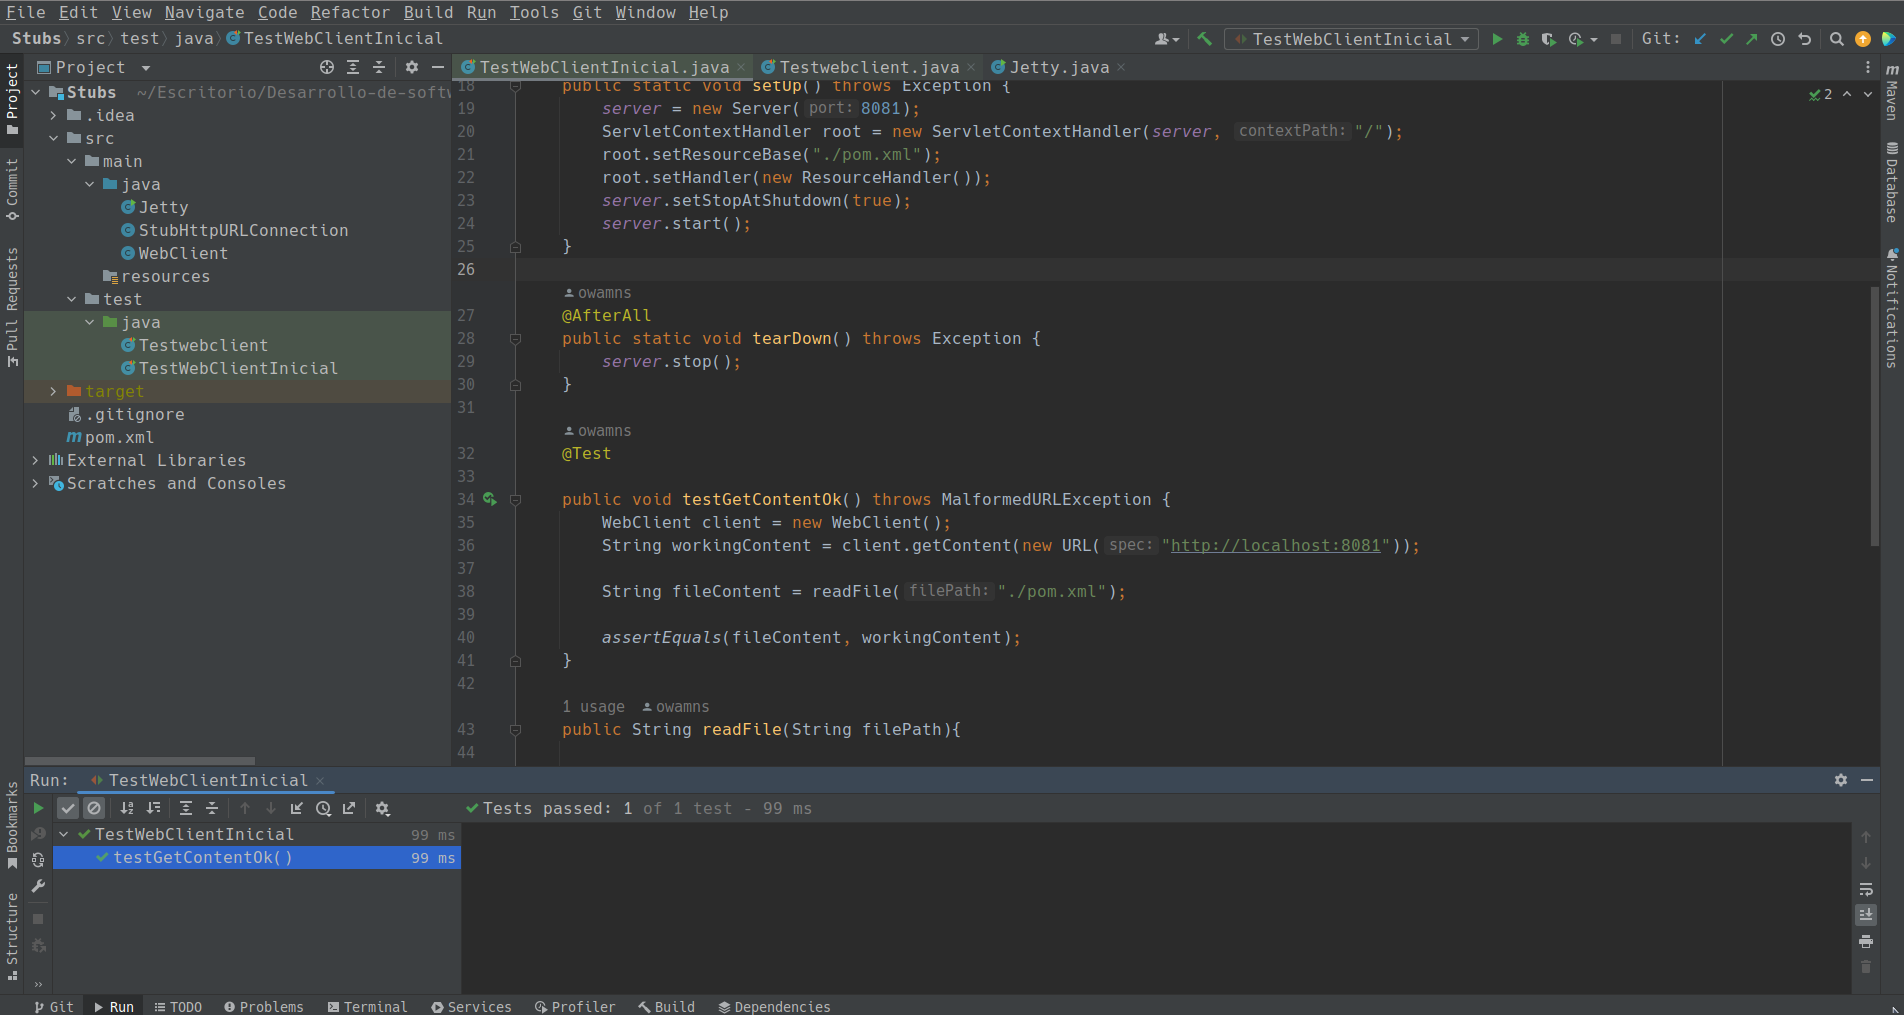 File Edit View Navigate Code Refactor Build Run Tools Git Window Help
Stubs src test java TestWebClientInicial
TestWebClientInicial
Git:
Project
TestWebClientInicial.java
Testwebclient.java
Jetty.java
Project
Commit
Pull Requests
Bookmarks
Structure
Stubs ~/Escritorio/Desarrollo-de-softw
.idea
src
main
java
Jetty
StubHttpURLConnection
WebClient
resources
test
java
Testwebclient
TestWebClientInicial
target
.gitignore
pom.xml
External Libraries
Scratches and Consoles
18 public static void setUp() throws Exception {
19 server = new Server( port: 8081);
20 ServletContextHandler root = new ServletContextHandler(server, contextPath: "/");
21 root.setResourceBase("./pom.xml");
22 root.setHandler(new ResourceHandler());
23 server.setStopAtShutdown(true);
24 server.start();
25 }
26
owamns
27 @AfterAll
28 public static void tearDown() throws Exception {
29 server.stop();
30 }
31
owamns
32 @Test
33
34 public void testGetContentOk() throws MalformedURLException {
35 WebClient client = new WebClient();
36 String workingContent = client.getContent(new URL( spec: "http://localhost:8081"));
37
38 String fileContent = readFile( filePath: "./pom.xml");
39
40 assertEquals(fileContent, workingContent);
41 }
42
1 usage owamns
43 public String readFile(String filePath){
44
2
Maven
Database
Notifications
Run: TestWebClientInicial
Tests passed: 1 of 1 test - 99 ms
TestWebClientInicial 99 ms
testGetContentOk() 99 ms
Git Run TODO Problems Terminal Services Profiler Build Dependencies